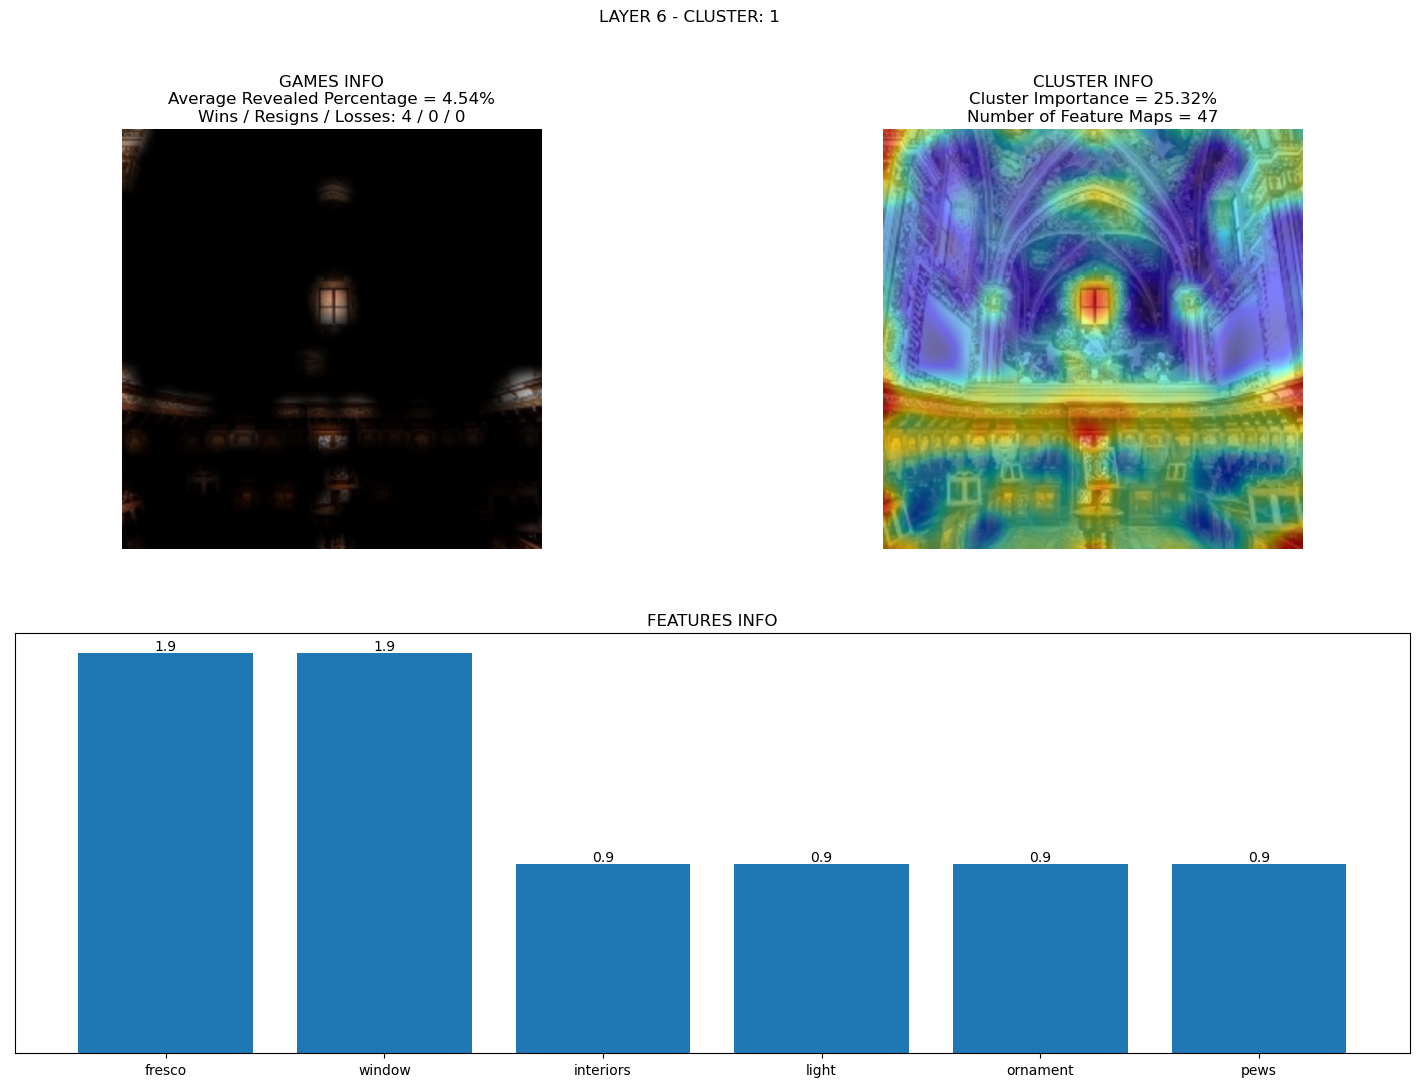 LAYER 6 - CLUSTER: 1
GAMES INFO
Average Revealed Percentage = 4.54%
Wins / Resigns / Losses: 4 / 0 / 0
CLUSTER INFO
Cluster Importance = 25.32%
Number of Feature Maps = 47
FEATURES INFO
1.9 1.9 0.9 0.9 0.9 0.9
fresco window interiors light ornament pews